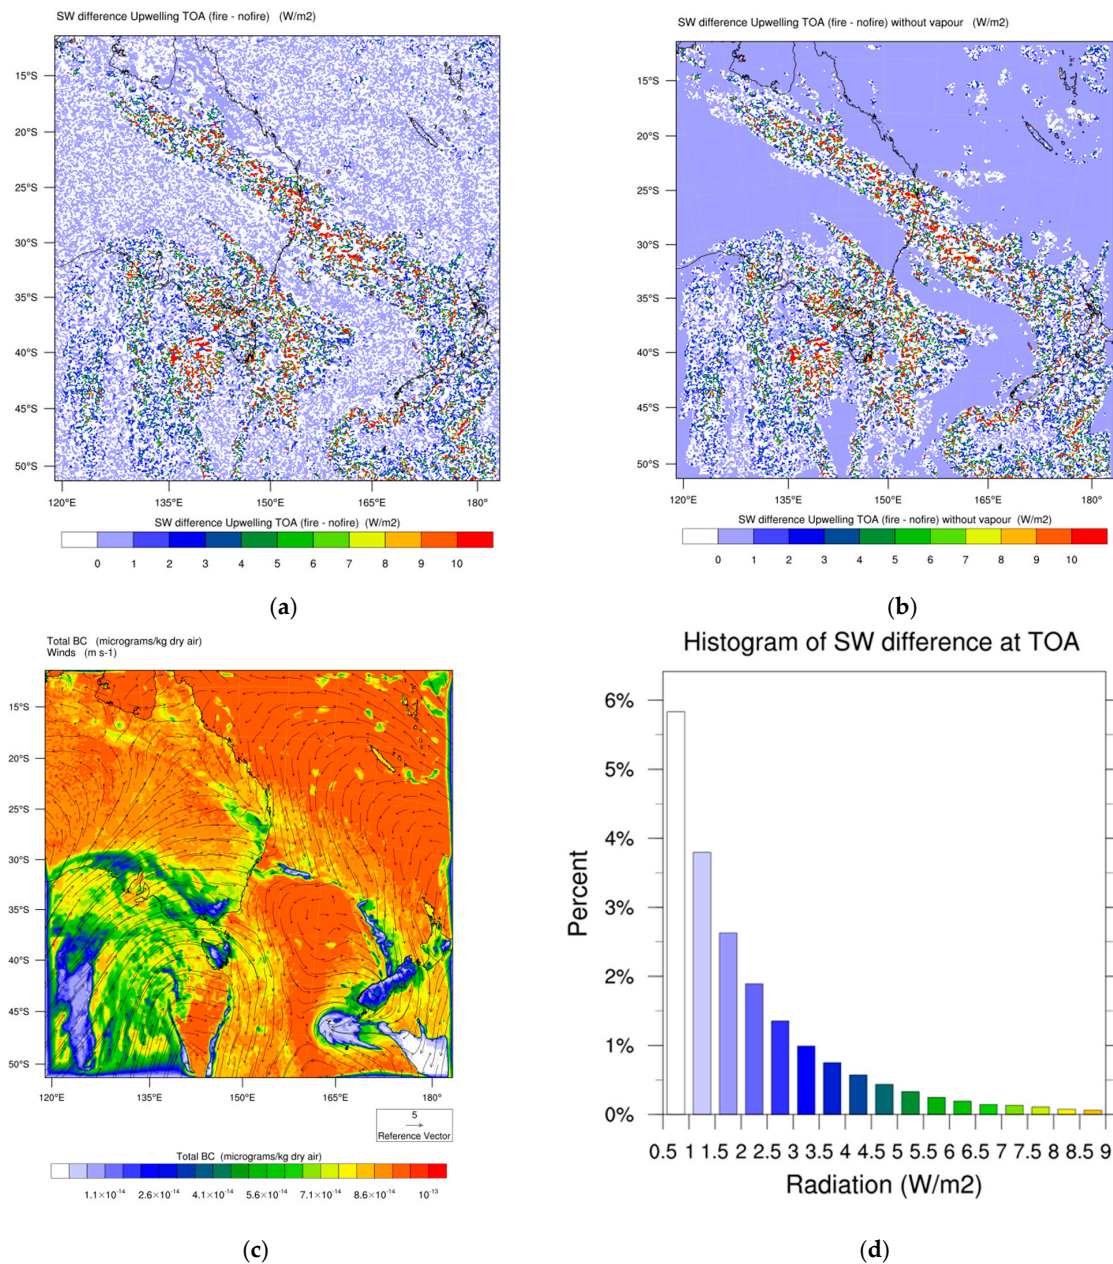 SW difference Upwelling TOA (fire - nofire) (W/m2)
15°S
20°S
25°S
30°S
35°S
40°S
45°S
50°S
120°E 135°E 150°E 165°E 180°
SW difference Upwelling TOA (fire - nofire) (W/m2)
0 1 2 3 4 5 6 7 8 9 10
(a)
SW difference Upwelling TOA (fire - nofire) without vapour (W/m2)
15°S
20°S
25°S
30°S
35°S
40°S
45°S
50°S
120°E 135°E 150°E 165°E 180°
SW difference Upwelling TOA (fire - nofire) without vapour (W/m2)
0 1 2 3 4 5 6 7 8 9 10
(b)
Total BC (micrograms/kg dry air)
Winds (m s-1)
15°S
20°S
25°S
30°S
35°S
40°S
45°S
50°S
120°E 135°E 150°E 165°E 180°
5
Reference Vector
Total BC (micrograms/kg dry air)
1.1×10⁻¹⁴ 2.6×10⁻¹⁴ 4.1×10⁻¹⁴ 5.6×10⁻¹⁴ 7.1×10⁻¹⁴ 8.6×10⁻¹⁴ 10⁻¹³
(c)
Histogram of SW difference at TOA
6%
5%
4%
3%
2%
1%
0%
Percent
0.5 1 1.5 2 2.5 3 3.5 4 4.5 5 5.5 6 6.5 7 7.5 8 8.5 9
Radiation (W/m2)
(d)